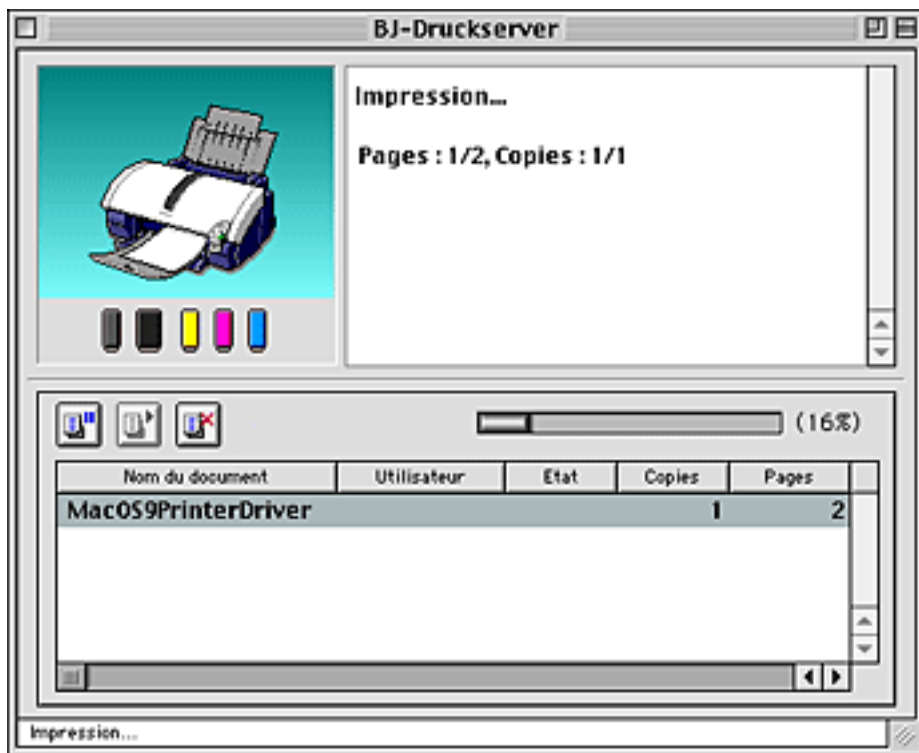 BJ-Druckserver
Impression...
Pages : 1/2, Copies : 1/1
(16%)
Nom du document Utilisateur Etat Copies Pages
MacOS9PrinterDriver 1 2
Impression...